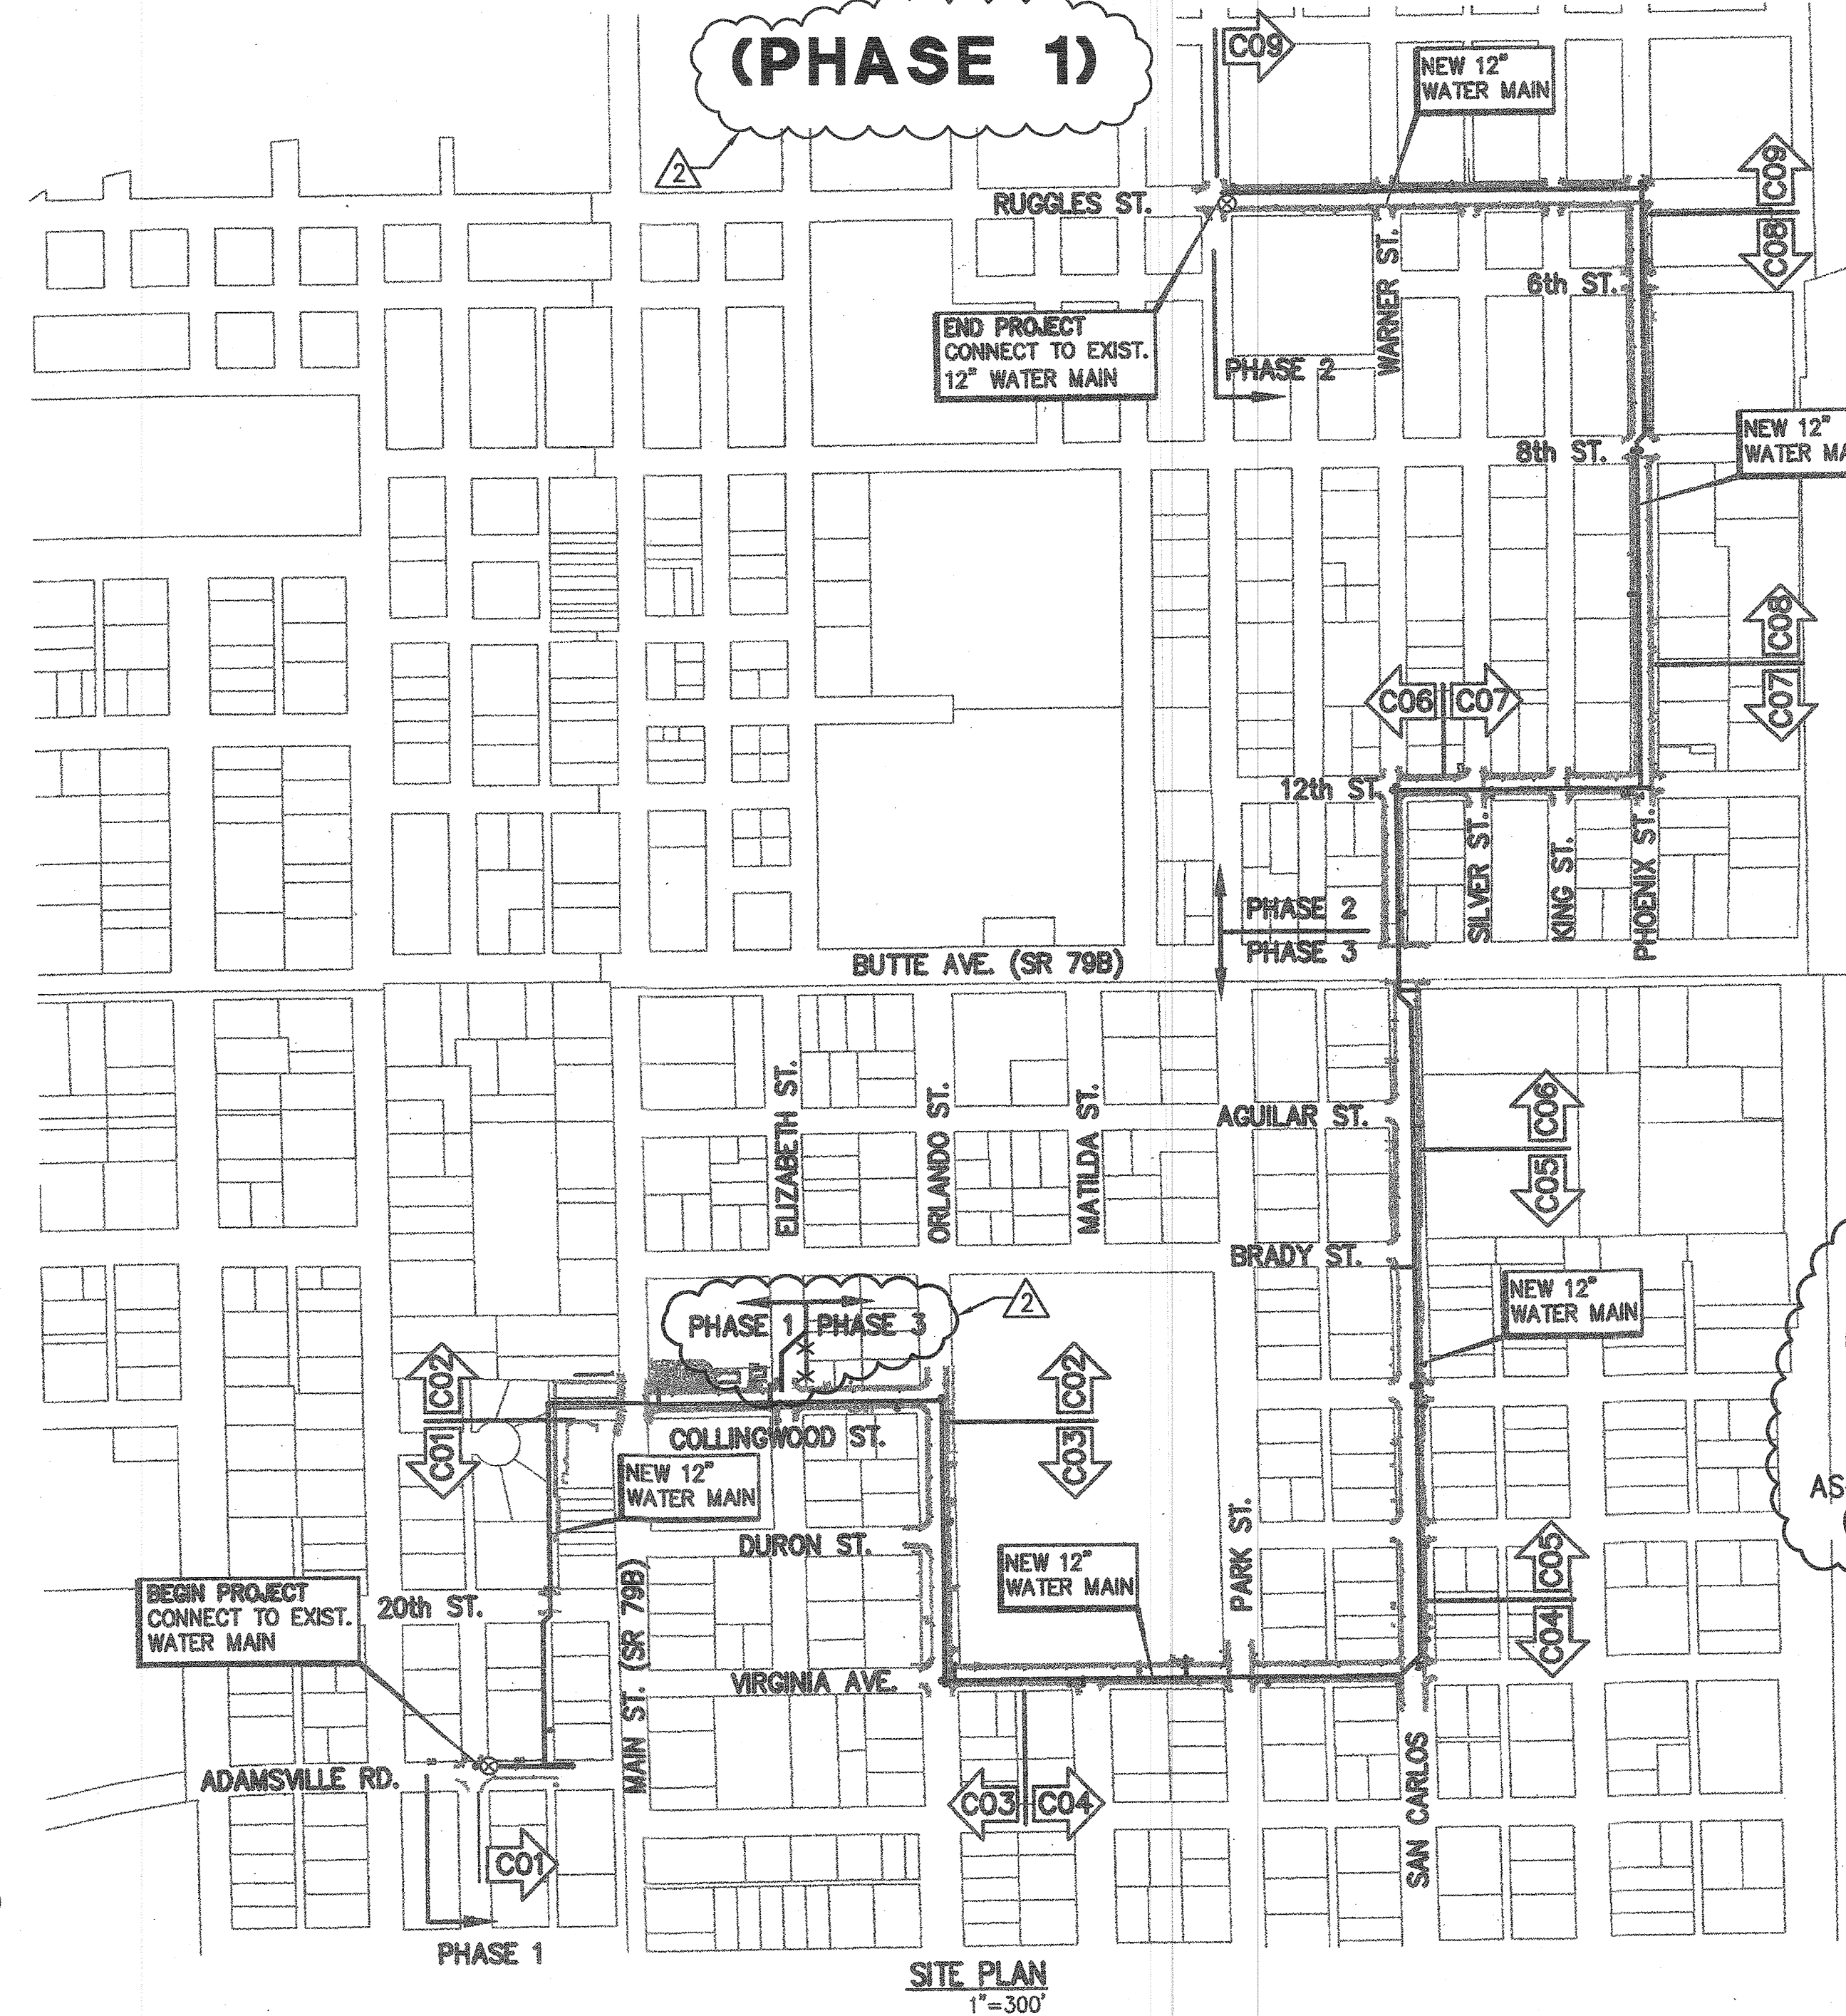 (PHASE 1)
C09
NEW 12"
WATER MAIN
2
RUGGLES ST.
C09
C08
WARNER ST.
6th ST.
END PROJECT
CONNECT TO EXIST.
12" WATER MAIN
PHASE 2
NEW 12"
WATER MA
8th ST.
C08
C07
C06
C07
12th ST.
SILVER ST.
KING ST.
PHOENIX ST.
PHASE 2
PHASE 3
BUTTE AVE. (SR 79B)
ELIZABETH ST.
ORLANDO ST.
MATILDA ST.
AGUILAR ST.
C06
C05
BRADY ST.
NEW 12"
WATER MAIN
2
PHASE 1
PHASE 3
C02
C01
C02
C03
COLLINGWOOD ST.
NEW 12"
WATER MAIN
AS
DURON ST.
NEW 12"
WATER MAIN
PARK ST.
C05
C04
BEGIN PROJECT
CONNECT TO EXIST.
WATER MAIN
20th ST.
MAIN ST. (SR 79B)
VIRGINIA AVE.
ADAMSVILLE RD.
C03
C04
SAN CARLOS
C01
PHASE 1
SITE PLAN
1"=300'